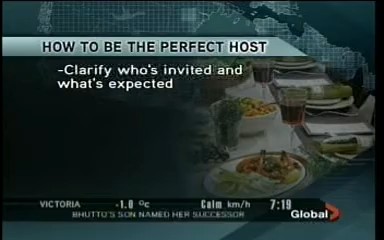 HOW TO BE THE PERFECT HOST
-Clarify who's invited and
what's expected
VICTORIA -1.0 °C Calm km/h 7:19
BHUTTO'S SON NAMED HER SUCCESSOR
Global